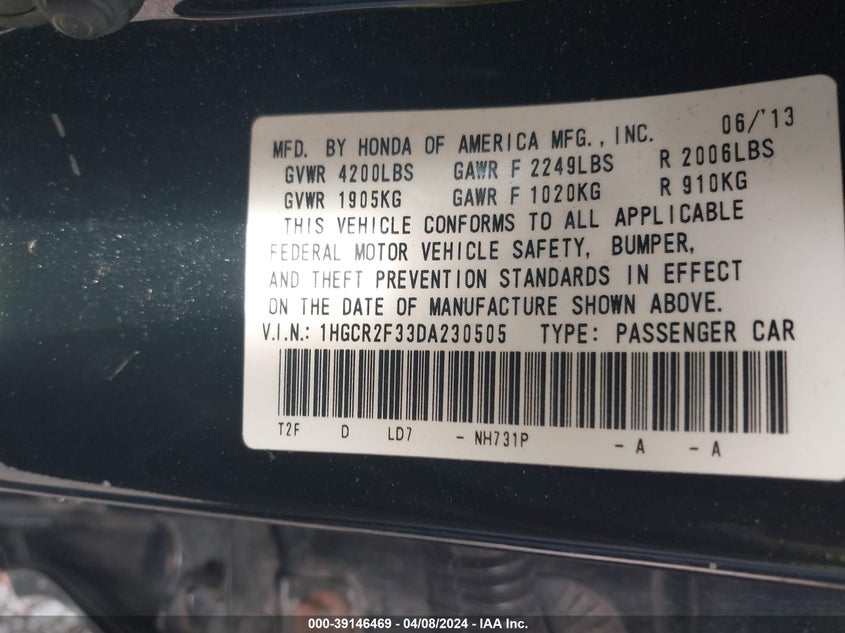 MFD. BY HONDA OF AMERICA MFG., INC. 06/'13
GVWR 4200LBS GAWR F 2249LBS R 2006LBS
GVWR 1905KG GAWR F 1020KG R 910KG
THIS VEHICLE CONFORMS TO ALL APPLICABLE
FEDERAL MOTOR VEHICLE SAFETY, BUMPER,
AND THEFT PREVENTION STANDARDS IN EFFECT
ON THE DATE OF MANUFACTURE SHOWN ABOVE.
V.I.N.: 1HGCR2F33DA230505 TYPE: PASSENGER CAR
T2F D LD7 - NH731P - A - A
000-39146469 | 04/08/2024 - IAA Inc.